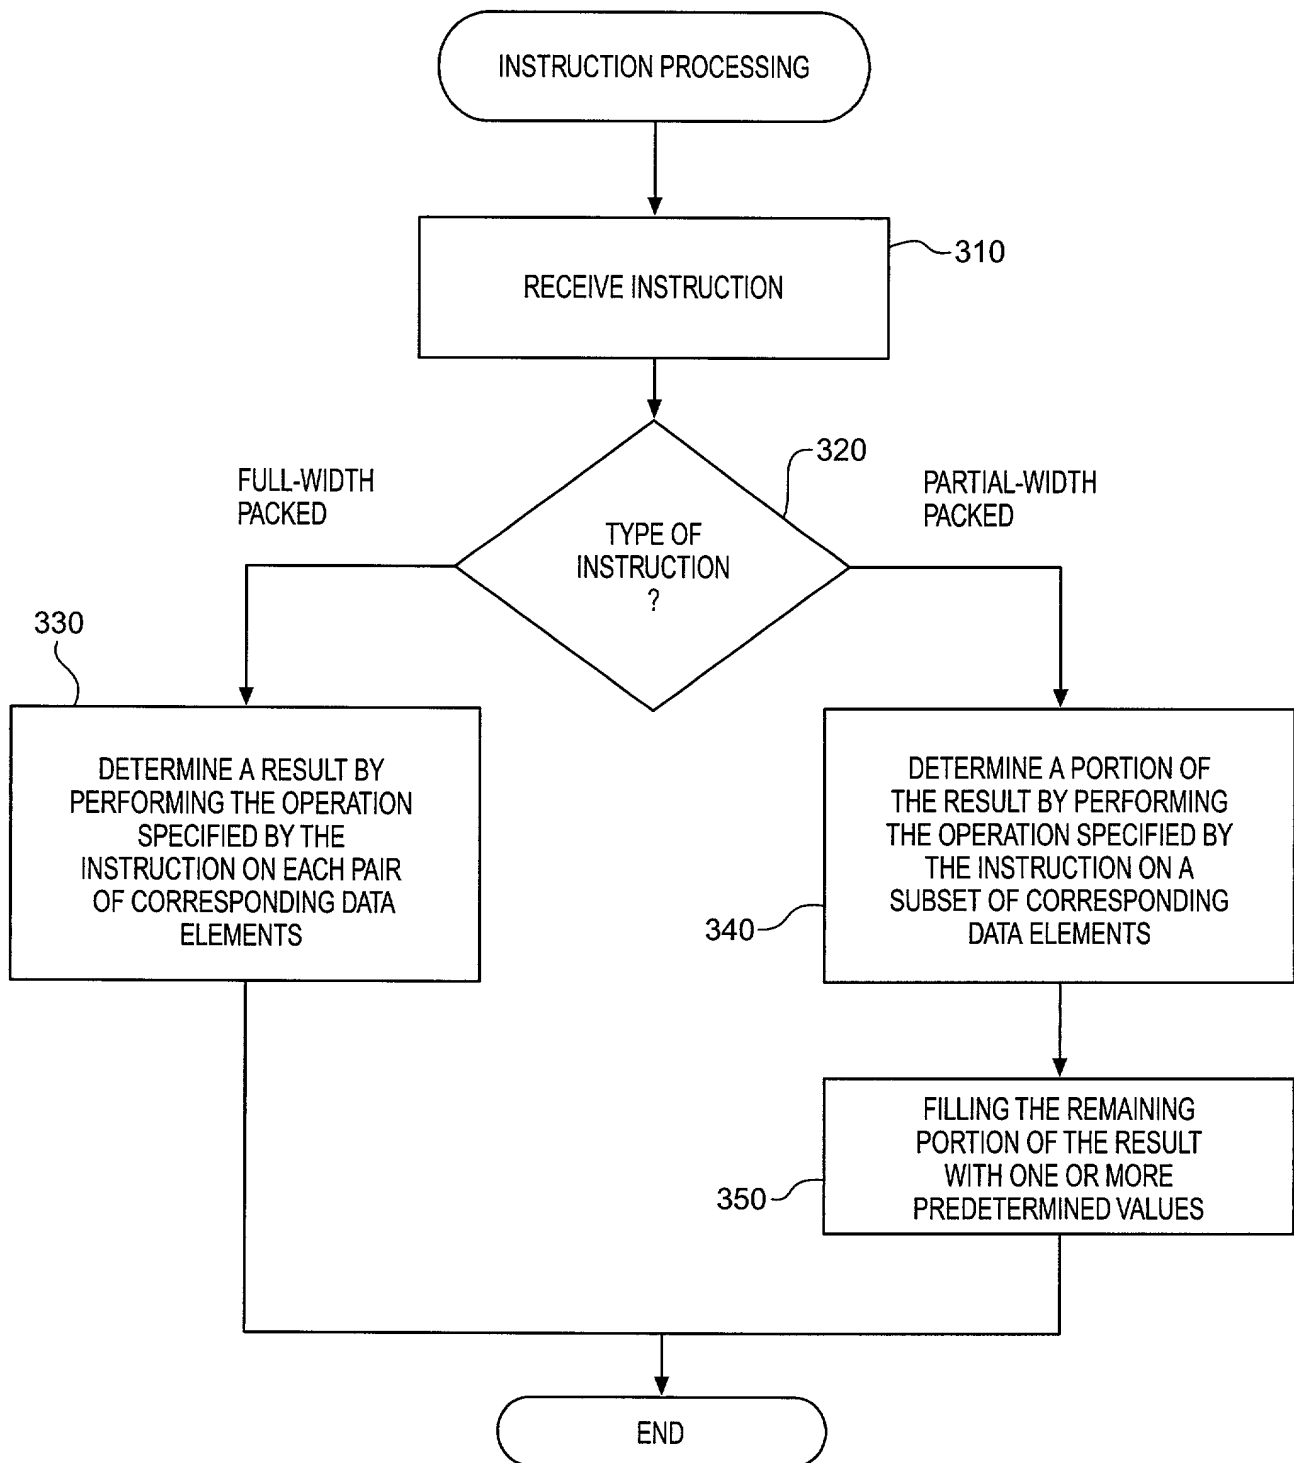 INSTRUCTION PROCESSING
RECEIVE INSTRUCTION
310
320
FULL-WIDTH
PACKED
TYPE OF
INSTRUCTION
?
PARTIAL-WIDTH
PACKED
330
DETERMINE A RESULT BY
PERFORMING THE OPERATION
SPECIFIED BY THE
INSTRUCTION ON EACH PAIR
OF CORRESPONDING DATA
ELEMENTS
DETERMINE A PORTION OF
THE RESULT BY PERFORMING
THE OPERATION SPECIFIED BY
THE INSTRUCTION ON A
SUBSET OF CORRESPONDING
DATA ELEMENTS
340
FILLING THE REMAINING
PORTION OF THE RESULT
WITH ONE OR MORE
PREDETERMINED VALUES
350
END